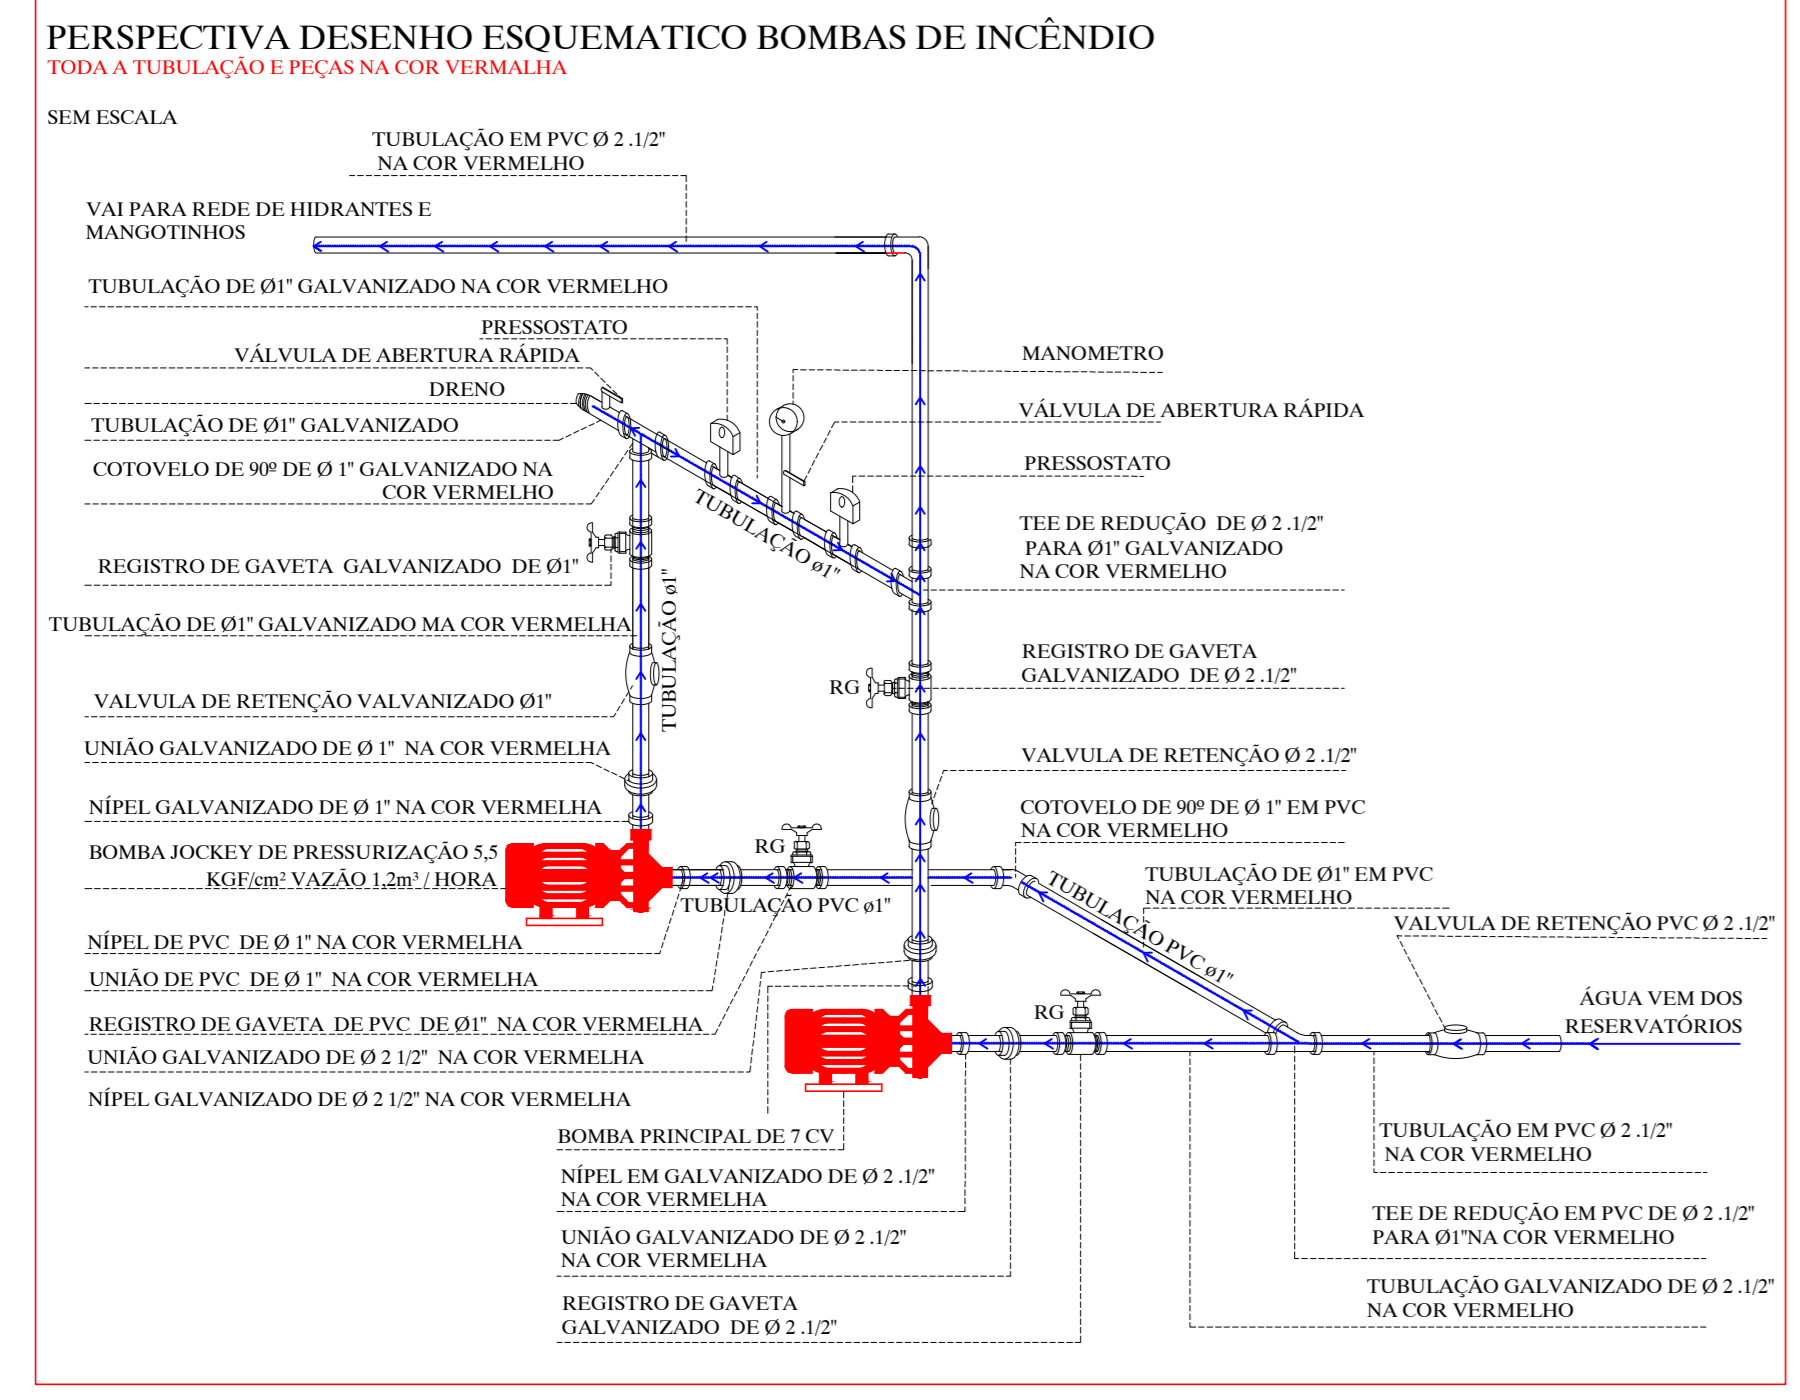 PERSPECTIVA DESENHO ESQUEMATICO BOMBAS DE INCÊNDIO
TODA A TUBULAÇÃO E PEÇAS NA COR VERMALHA
SEM ESCALA
TUBULAÇÃO EM PVC Ø 2 .1/2"
NA COR VERMELHO
VAI PARA REDE DE HIDRANTES E
MANGOTINHOS
TUBULAÇÃO DE Ø1" GALVANIZADO NA COR VERMELHO
PRESSOSTATO
VÁLVULA DE ABERTURA RÁPIDA
DRENO
TUBULAÇÃO DE Ø1" GALVANIZADO
COTOVELO DE 90º DE Ø 1" GALVANIZADO NA
COR VERMELHO
REGISTRO DE GAVETA GALVANIZADO DE Ø1"
TUBULAÇÃO DE Ø1" GALVANIZADO MA COR VERMELHA
VALVULA DE RETENÇÃO VALVANIZADO Ø1"
UNIÃO GALVANIZADO DE Ø 1" NA COR VERMELHA
NÍPEL GALVANIZADO DE Ø 1" NA COR VERMELHA
BOMBA JOCKEY DE PRESSURIZAÇÃO 5,5
KGF/cm² VAZÃO 1,2m³ / HORA
NÍPEL DE PVC DE Ø 1" NA COR VERMELHA
UNIÃO DE PVC DE Ø 1" NA COR VERMELHA
REGISTRO DE GAVETA DE PVC DE Ø1" NA COR VERMELHA
UNIÃO GALVANIZADO DE Ø 2 1/2" NA COR VERMELHA
NÍPEL GALVANIZADO DE Ø 2 1/2" NA COR VERMELHA
TUBULAÇÃO ø1"
TUBULAÇÃO ø1"
MANOMETRO
VÁLVULA DE ABERTURA RÁPIDA
PRESSOSTATO
TEE DE REDUÇÃO DE Ø 2 .1/2"
PARA Ø1" GALVANIZADO
NA COR VERMELHO
REGISTRO DE GAVETA
GALVANIZADO DE Ø 2 .1/2"
RG
VALVULA DE RETENÇÃO Ø 2 .1/2"
COTOVELO DE 90º DE Ø 1" EM PVC
NA COR VERMELHO
RG
TUBULAÇÃO PVC ø1"
TUBULAÇÃO PVC ø1"
TUBULAÇÃO DE Ø1" EM PVC
NA COR VERMELHO
VALVULA DE RETENÇÃO PVC Ø 2 .1/2"
RG
ÁGUA VEM DOS
RESERVATÓRIOS
BOMBA PRINCIPAL DE 7 CV
NÍPEL EM GALVANIZADO DE Ø 2 .1/2"
NA COR VERMELHA
UNIÃO GALVANIZADO DE Ø 2 .1/2"
NA COR VERMELHA
REGISTRO DE GAVETA
GALVANIZADO DE Ø 2 .1/2"
TUBULAÇÃO EM PVC Ø 2 .1/2"
NA COR VERMELHO
TEE DE REDUÇÃO EM PVC DE Ø 2 .1/2"
PARA Ø1"NA COR VERMELHO
TUBULAÇÃO GALVANIZADO DE Ø 2 .1/2"
NA COR VERMELHO